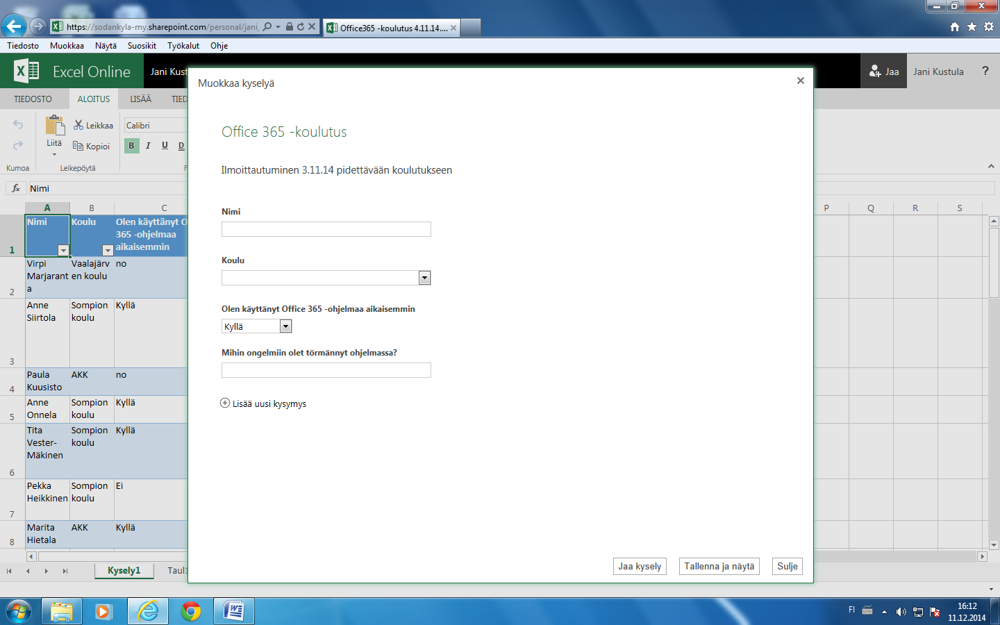 https://sodankyla-my.sharepoint.com/personal/jani_
Office365 -koulutus 4.11.14....
Tiedosto Muokkaa Näytä Suosikit Työkalut Ohje
Excel Online
Jani Kust
Jaa
Jani Kustula
?
Muokkaa kyselyä
TIEDOSTO ALOITUS LISÄÄ TIED
Leikkaa
Calibri
Liitä
Kopioi
B I U D
Kumoa
Leikepöytä
F
fx
Nimi
A B C P Q R S
1
Nimi
Koulu
Olen käyttänyt O
365 -ohjelmaa
aikaisemmin
2
Virpi
Marjarant
a
Vaalajärv
en koulu
no
3
Anne
Siirtola
Sompion
koulu
Kyllä
4
Paula
Kuusisto
AKK
no
5
Anne
Onnela
Sompion
koulu
Kyllä
6
Tita
Vester-
Mäkinen
Sompion
koulu
Kyllä
7
Pekka
Heikkinen
Sompion
koulu
Ei
8
Marita
Hietala
AKK
Kyllä
Kysely1
Taul1
Office 365 -koulutus
Ilmoittautuminen 3.11.14 pidettävään koulutukseen
Nimi
Koulu
Olen käyttänyt Office 365 -ohjelmaa aikaisemmin
Kyllä
Mihin ongelmiin olet törmännyt ohjelmassa?
Lisää uusi kysymys
Jaa kysely
Tallenna ja näytä
Sulje
FI
16:12
11.12.2014